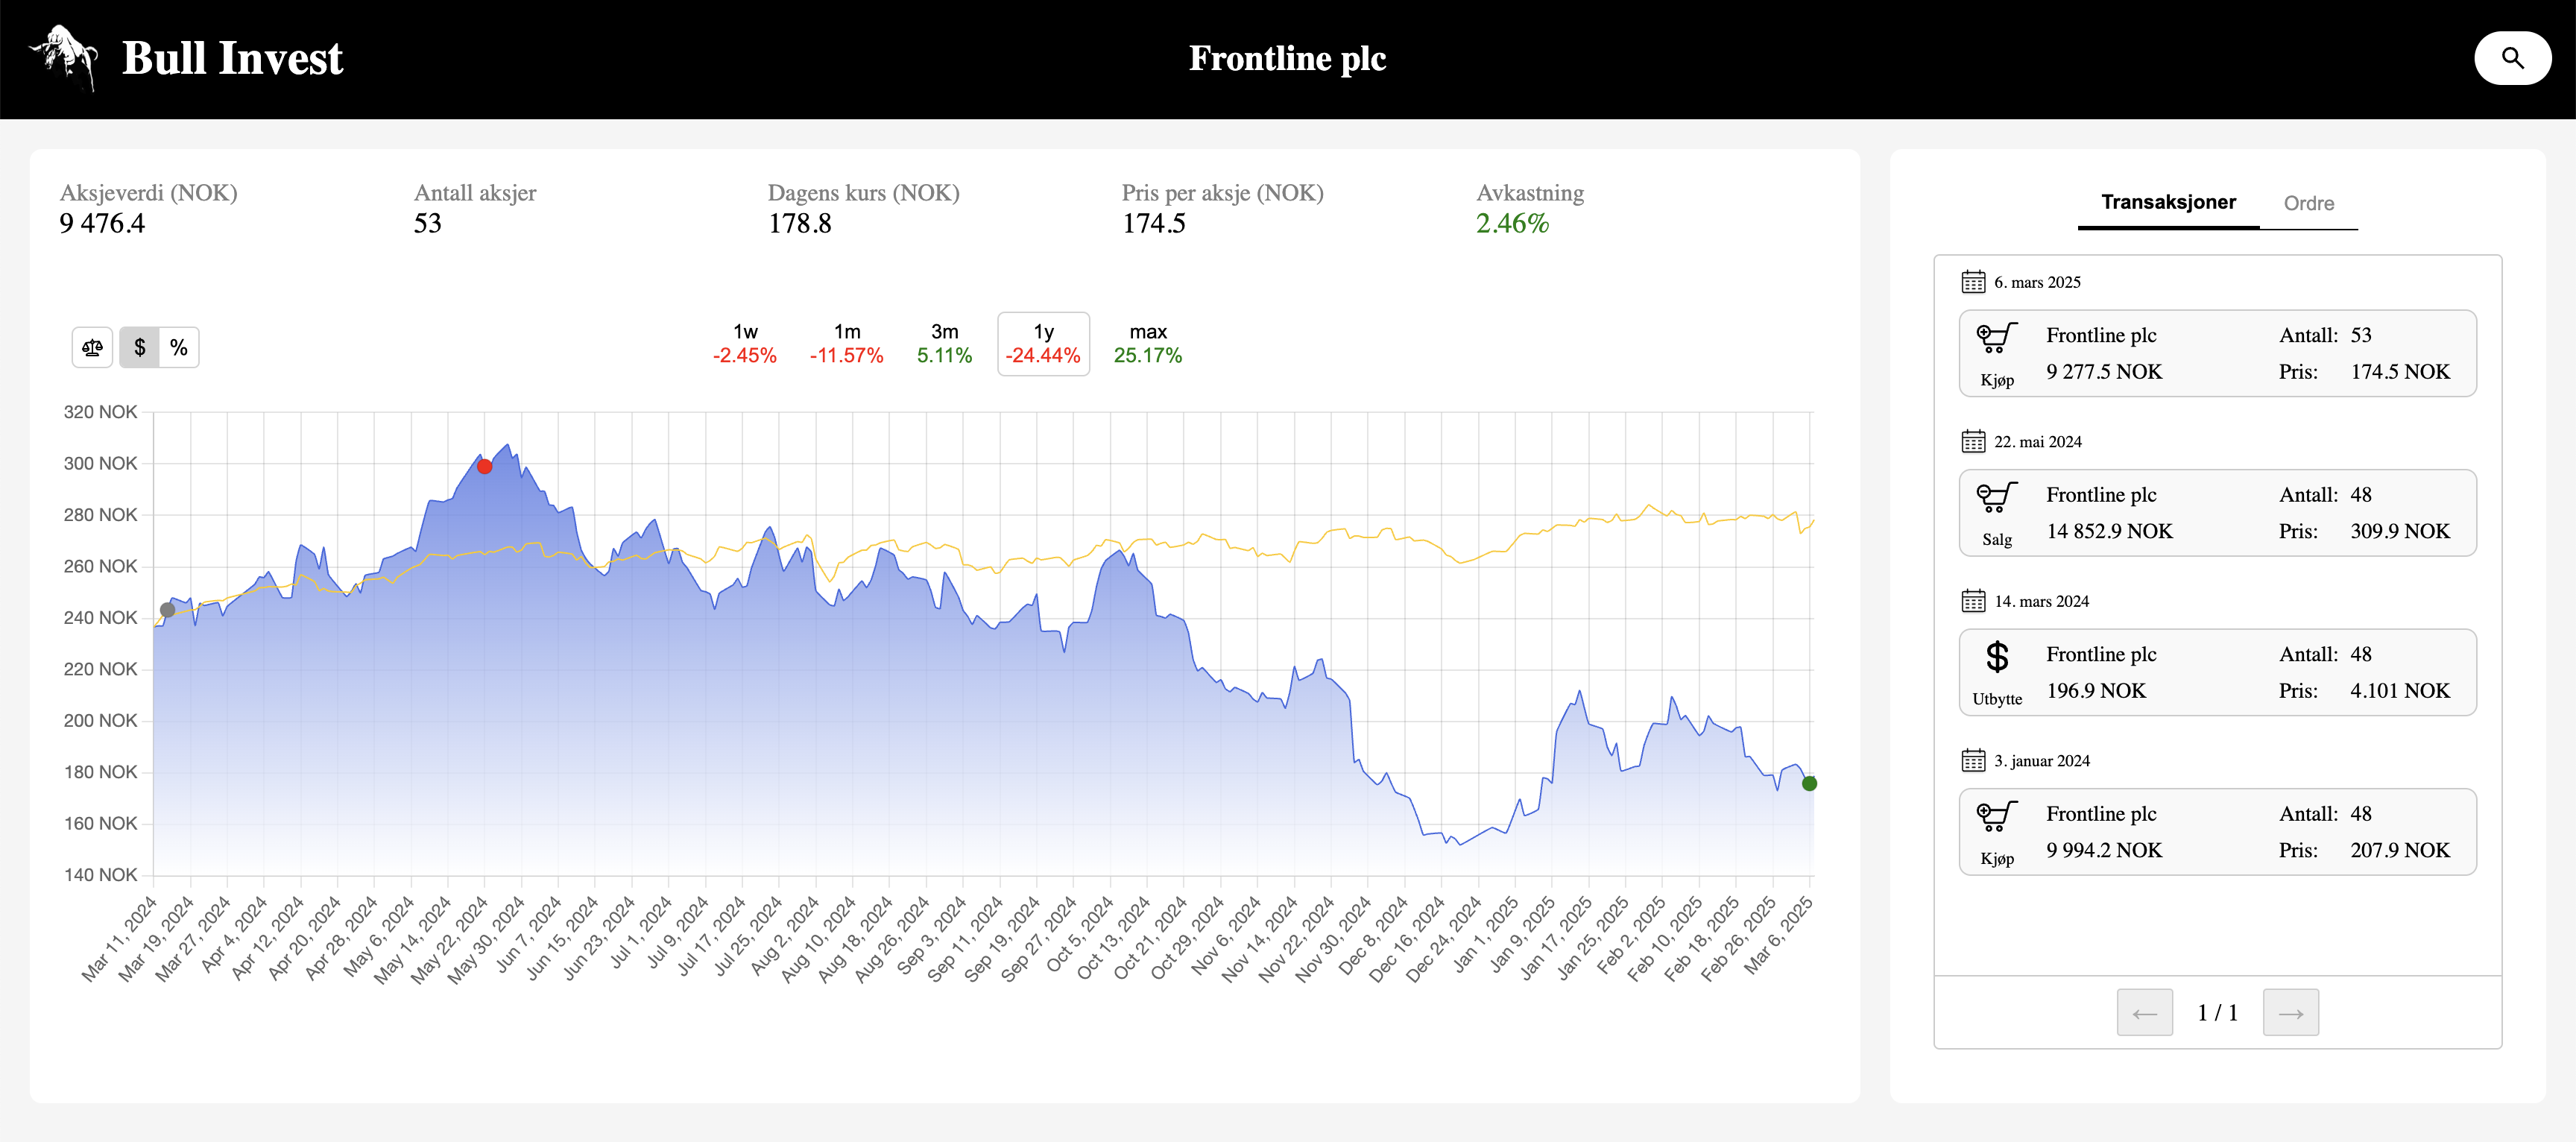 Bull Invest
Frontline plc
Aksjeverdi (NOK)
9 476.4
Antall aksjer
53
Dagens kurs (NOK)
178.8
Pris per aksje (NOK)
174.5
Avkastning
2.46%
$ %
1w
-2.45%
1m
-11.57%
3m
5.11%
1y
-24.44%
max
25.17%
320 NOK
300 NOK
280 NOK
260 NOK
240 NOK
220 NOK
200 NOK
180 NOK
160 NOK
140 NOK
Mar 11, 2024
Mar 19, 2024
Mar 27, 2024
Apr 4, 2024
Apr 12, 2024
Apr 20, 2024
Apr 28, 2024
May 6, 2024
May 14, 2024
May 22, 2024
May 30, 2024
Jun 7, 2024
Jun 15, 2024
Jun 23, 2024
Jul 1, 2024
Jul 9, 2024
Jul 17, 2024
Jul 25, 2024
Aug 2, 2024
Aug 10, 2024
Aug 18, 2024
Aug 26, 2024
Sep 3, 2024
Sep 11, 2024
Sep 19, 2024
Sep 27, 2024
Oct 5, 2024
Oct 13, 2024
Oct 21, 2024
Oct 29, 2024
Nov 6, 2024
Nov 14, 2024
Nov 22, 2024
Nov 30, 2024
Dec 8, 2024
Dec 16, 2024
Dec 24, 2024
Jan 1, 2025
Jan 9, 2025
Jan 17, 2025
Jan 25, 2025
Feb 2, 2025
Feb 10, 2025
Feb 18, 2025
Feb 26, 2025
Mar 6, 2025
Transaksjoner Ordre
6. mars 2025
Frontline plc Antall: 53
Kjøp 9 277.5 NOK Pris: 174.5 NOK
22. mai 2024
Frontline plc Antall: 48
Salg 14 852.9 NOK Pris: 309.9 NOK
14. mars 2024
$ Frontline plc Antall: 48
Utbytte 196.9 NOK Pris: 4.101 NOK
3. januar 2024
Frontline plc Antall: 48
Kjøp 9 994.2 NOK Pris: 207.9 NOK
← 1 / 1 →